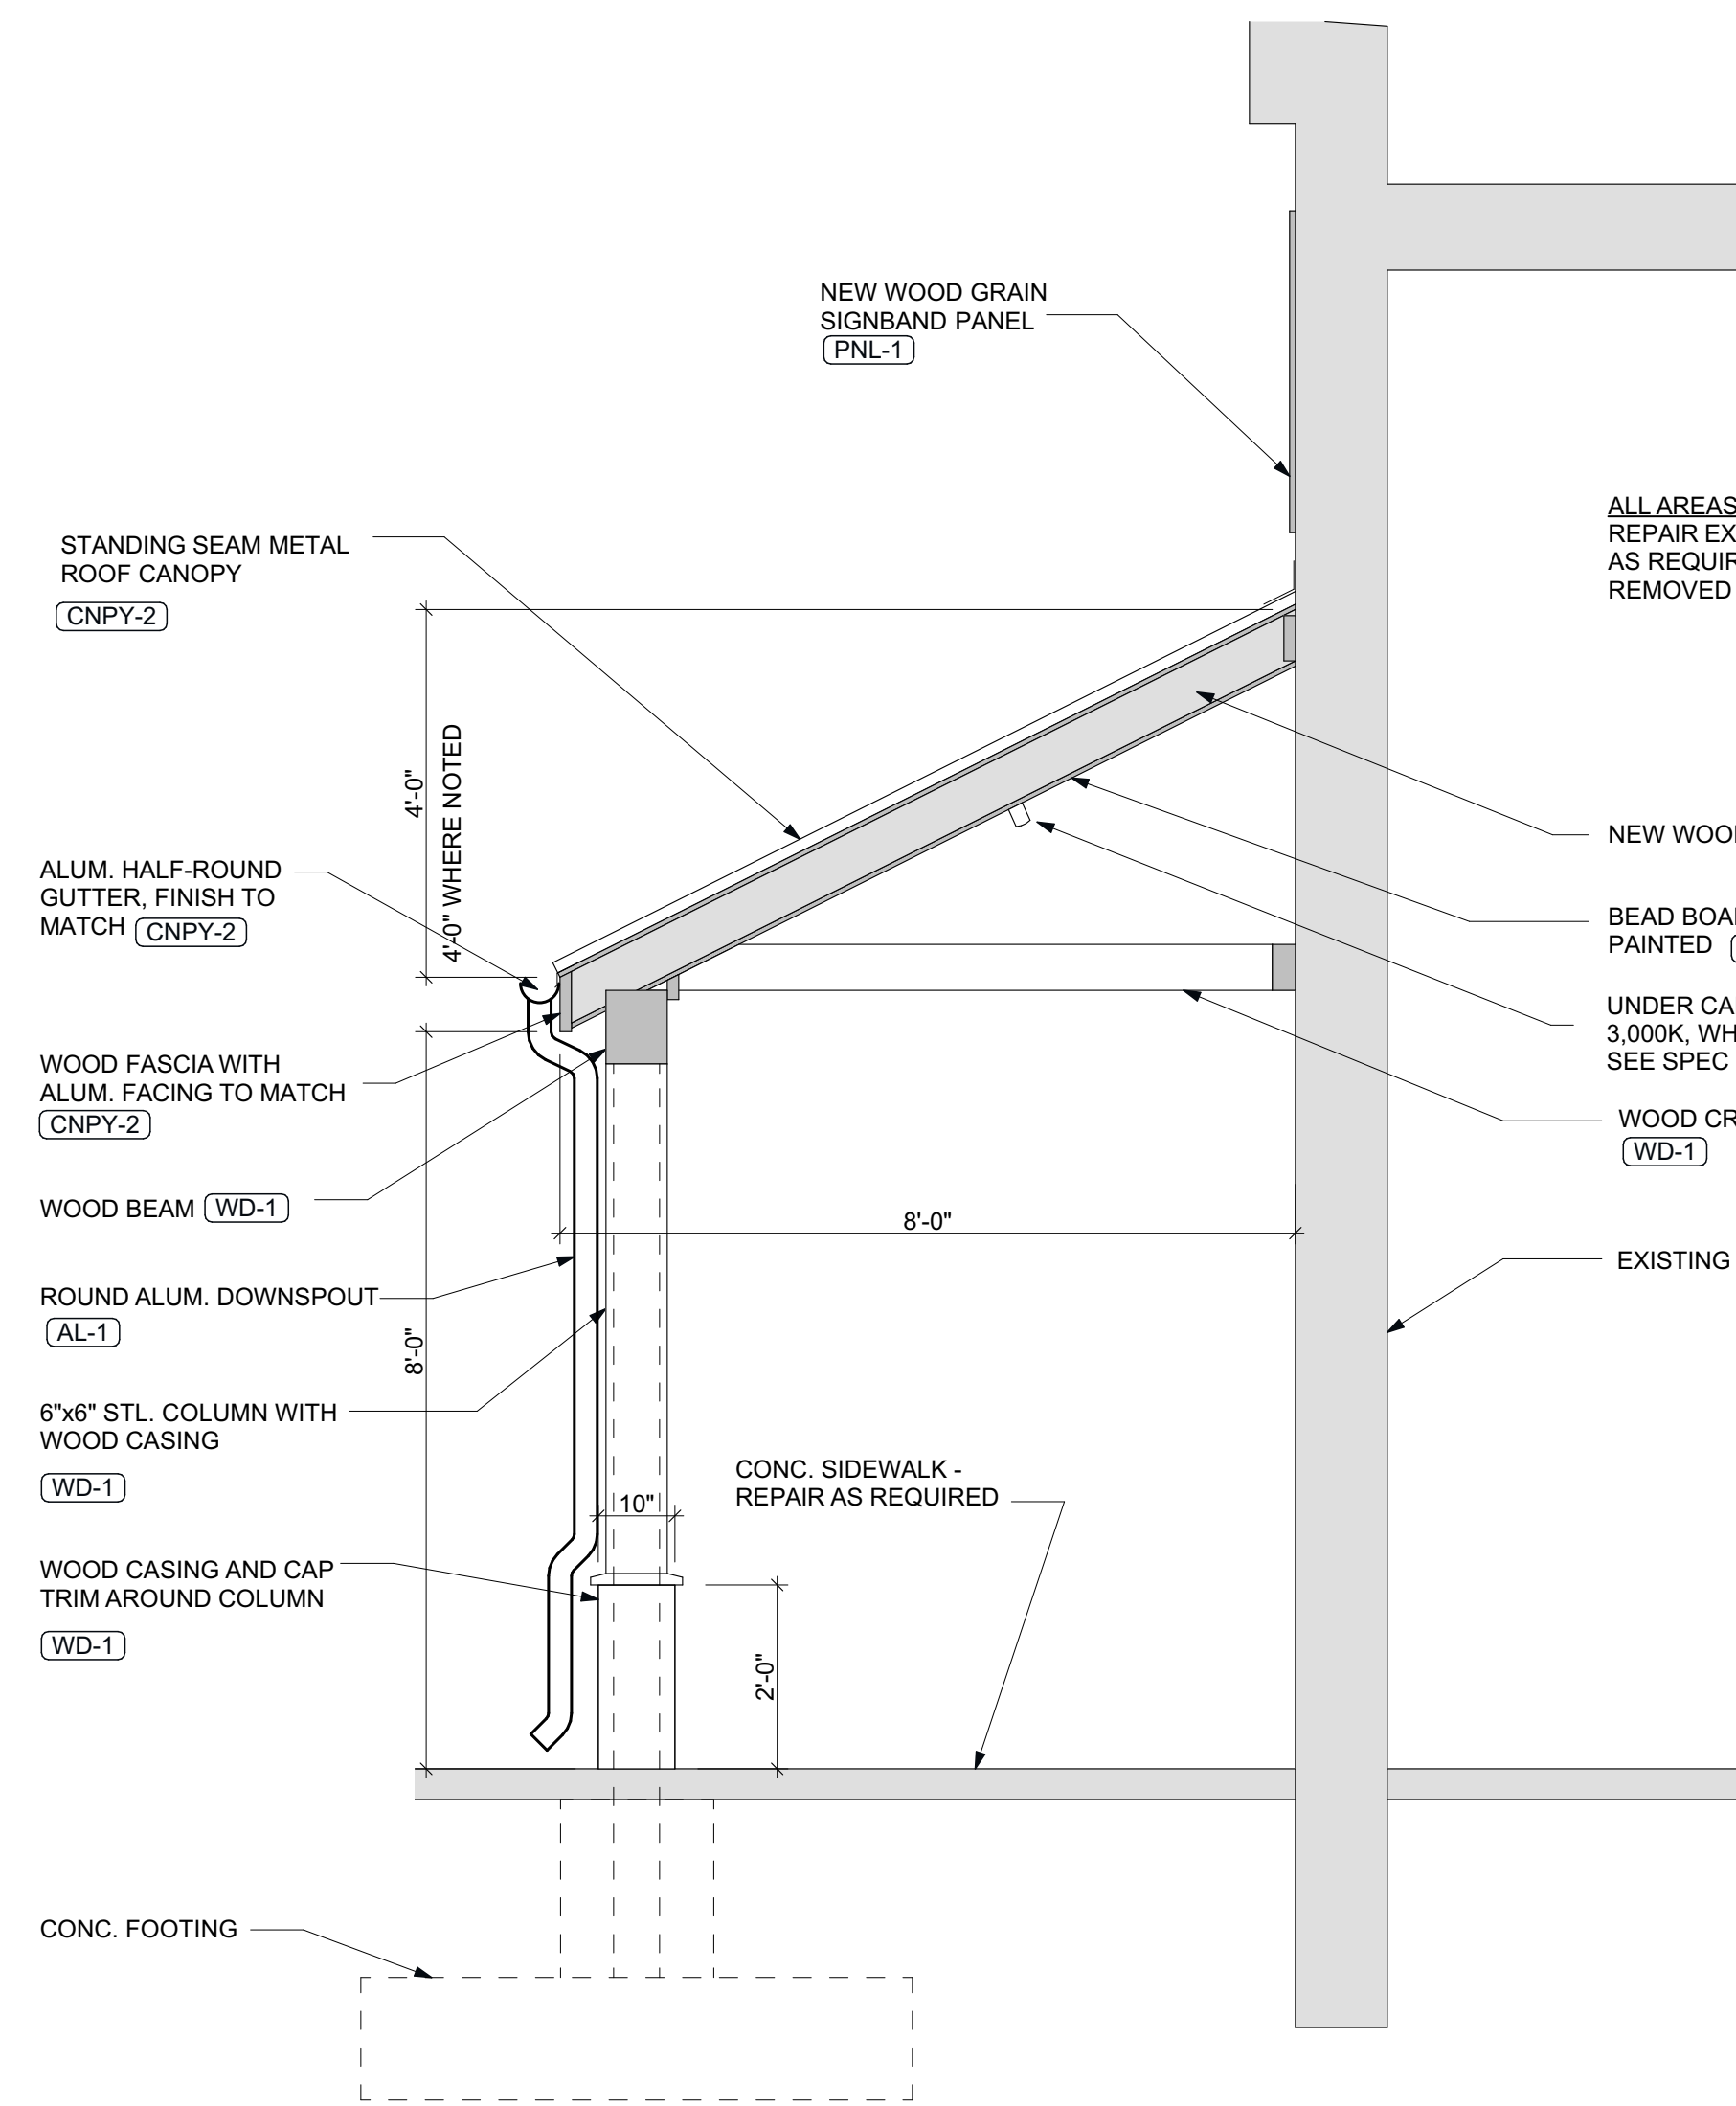 NEW WOOD GRAIN
SIGNBAND PANEL
PNL-1
STANDING SEAM METAL
ROOF CANOPY
CNPY-2
4'-0"
4'-0" WHERE NOTED
ALUM. HALF-ROUND
GUTTER, FINISH TO
MATCH CNPY-2
WOOD FASCIA WITH
ALUM. FACING TO MATCH
CNPY-2
WOOD BEAM WD-1
8'-0"
ROUND ALUM. DOWNSPOUT
AL-1
8'-0"
6"x6" STL. COLUMN WITH
WOOD CASING
WD-1
10"
CONC. SIDEWALK -
REPAIR AS REQUIRED
WOOD CASING AND CAP
TRIM AROUND COLUMN
WD-1
2'-0"
CONC. FOOTING
ALL AREAS
REPAIR EX
AS REQUIR
REMOVED
NEW WOO
BEAD BOA
PAINTED
UNDER CA
3,000K, WH
SEE SPEC
WOOD CR
WD-1
EXISTING